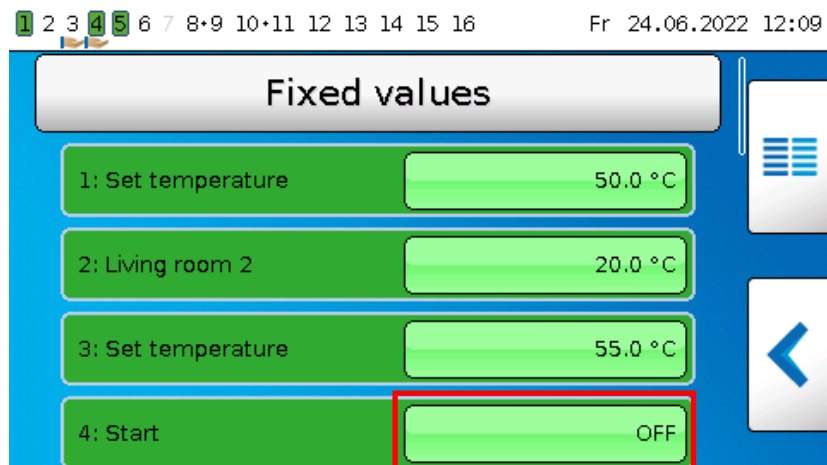 1 2 3 4 5 6 7 8+9 10+11 12 13 14 15 16 Fr 24.06.2022 12:09
Fixed values
1: Set temperature 50.0 °C
2: Living room 2 20.0 °C
3: Set temperature 55.0 °C
4: Start OFF